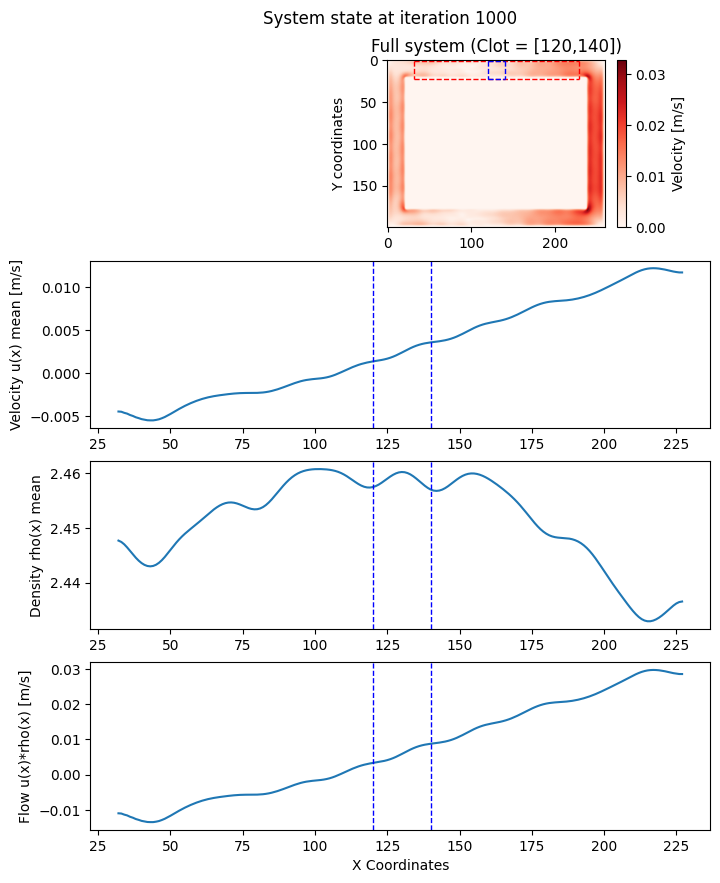 System state at iteration 1000
Full system (Clot = [120,140])
0
50
100
150
Y coordinates
0 100 200
0.03
0.02
0.01
0.00
Velocity [m/s]
0.010
0.005
0.000
−0.005
Velocity u(x) mean [m/s]
25 50 75 100 125 150 175 200 225
2.46
2.45
2.44
Density rho(x) mean
25 50 75 100 125 150 175 200 225
0.03
0.02
0.01
0.00
−0.01
Flow u(x)*rho(x) [m/s]
25 50 75 100 125 150 175 200 225
X Coordinates